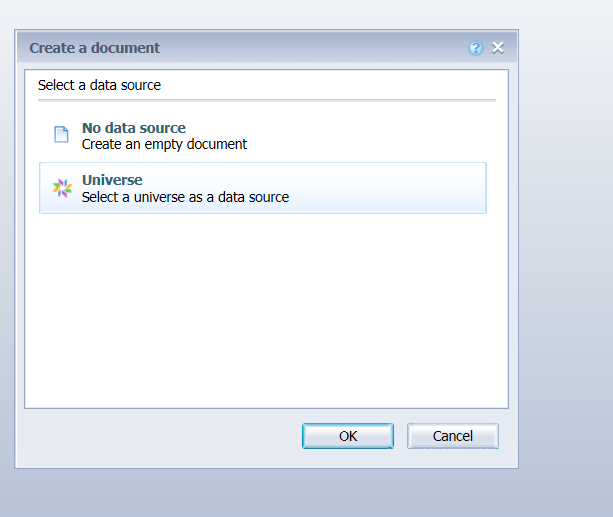 Create a document
Select a data source
No data source
Create an empty document
Universe
Select a universe as a data source
OK
Cancel